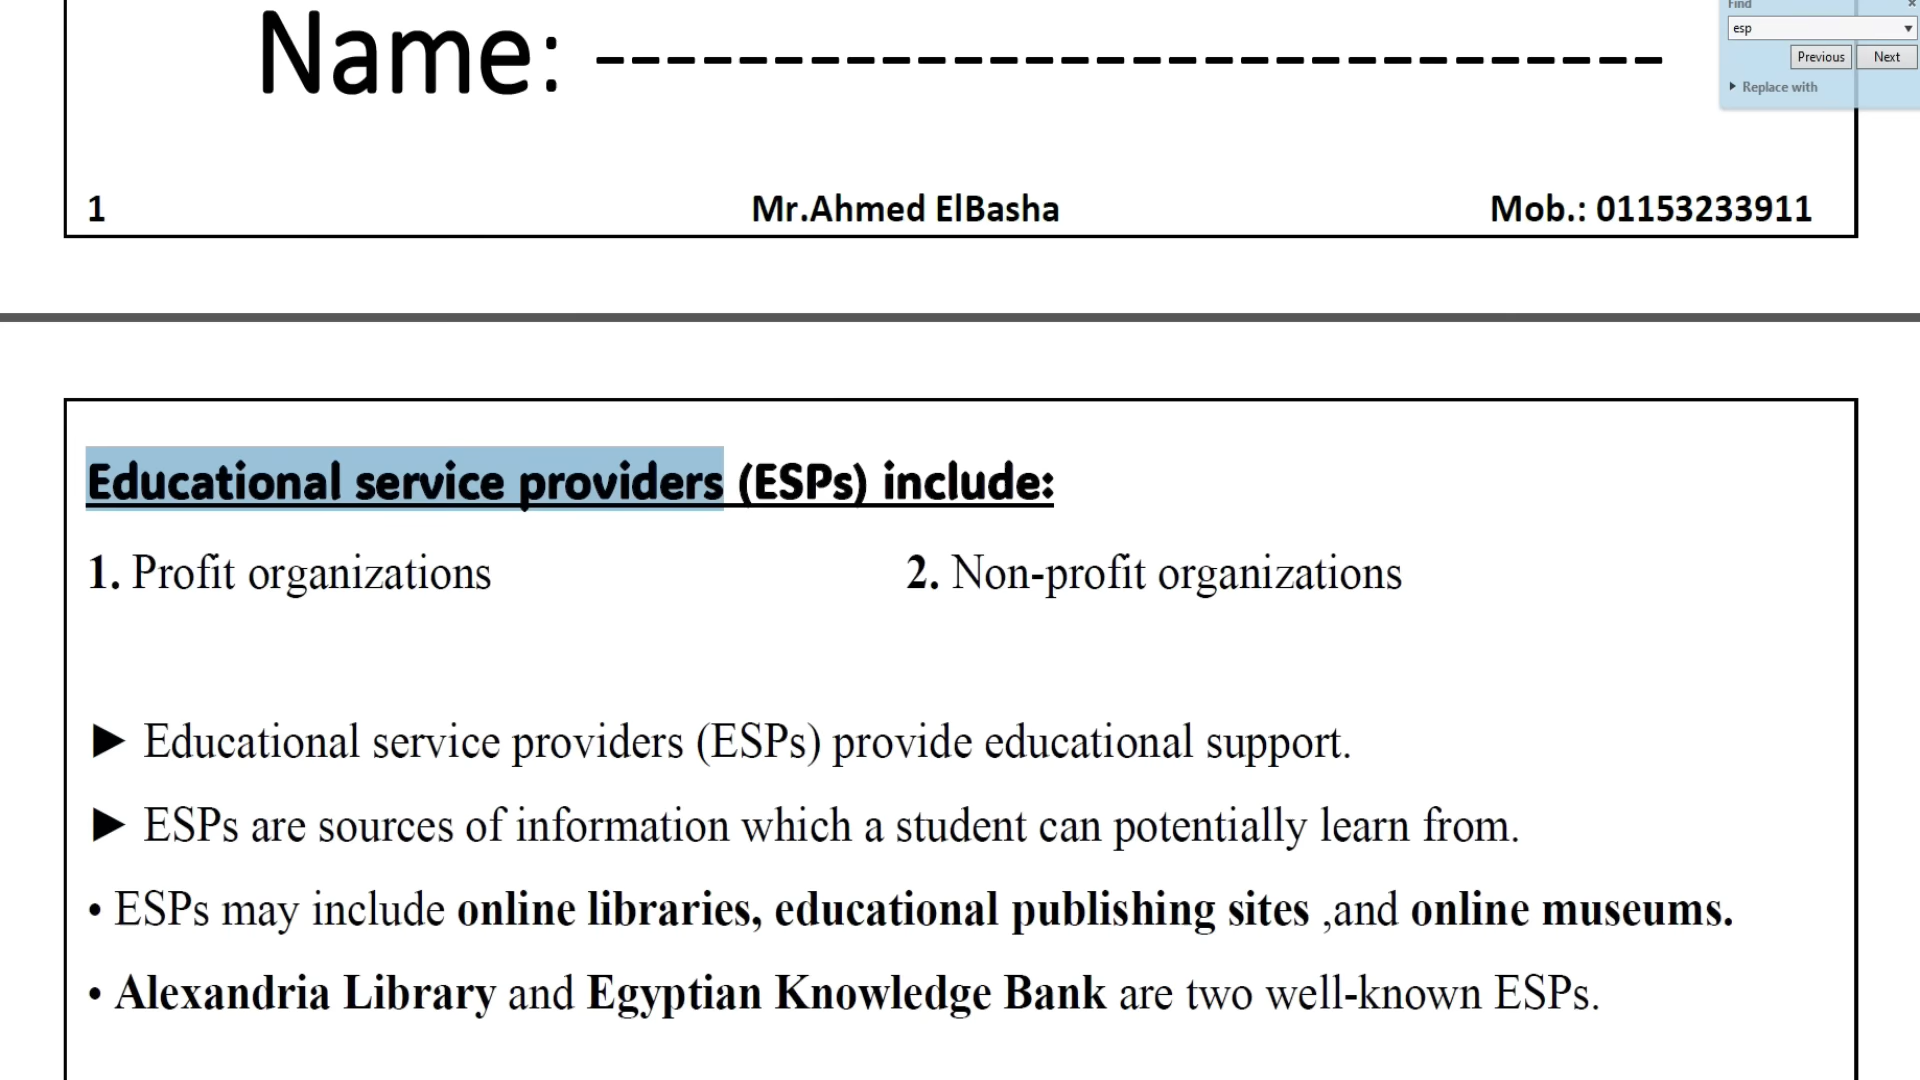 Find
esp
Previous Next
Replace with
Name: ------------------------------
1 Mr.Ahmed ElBasha Mob.: 01153233911
Educational service providers (ESPs) include:
1. Profit organizations 2. Non-profit organizations
► Educational service providers (ESPs) provide educational support.
► ESPs are sources of information which a student can potentially learn from.
• ESPs may include online libraries, educational publishing sites ,and online museums.
• Alexandria Library and Egyptian Knowledge Bank are two well-known ESPs.